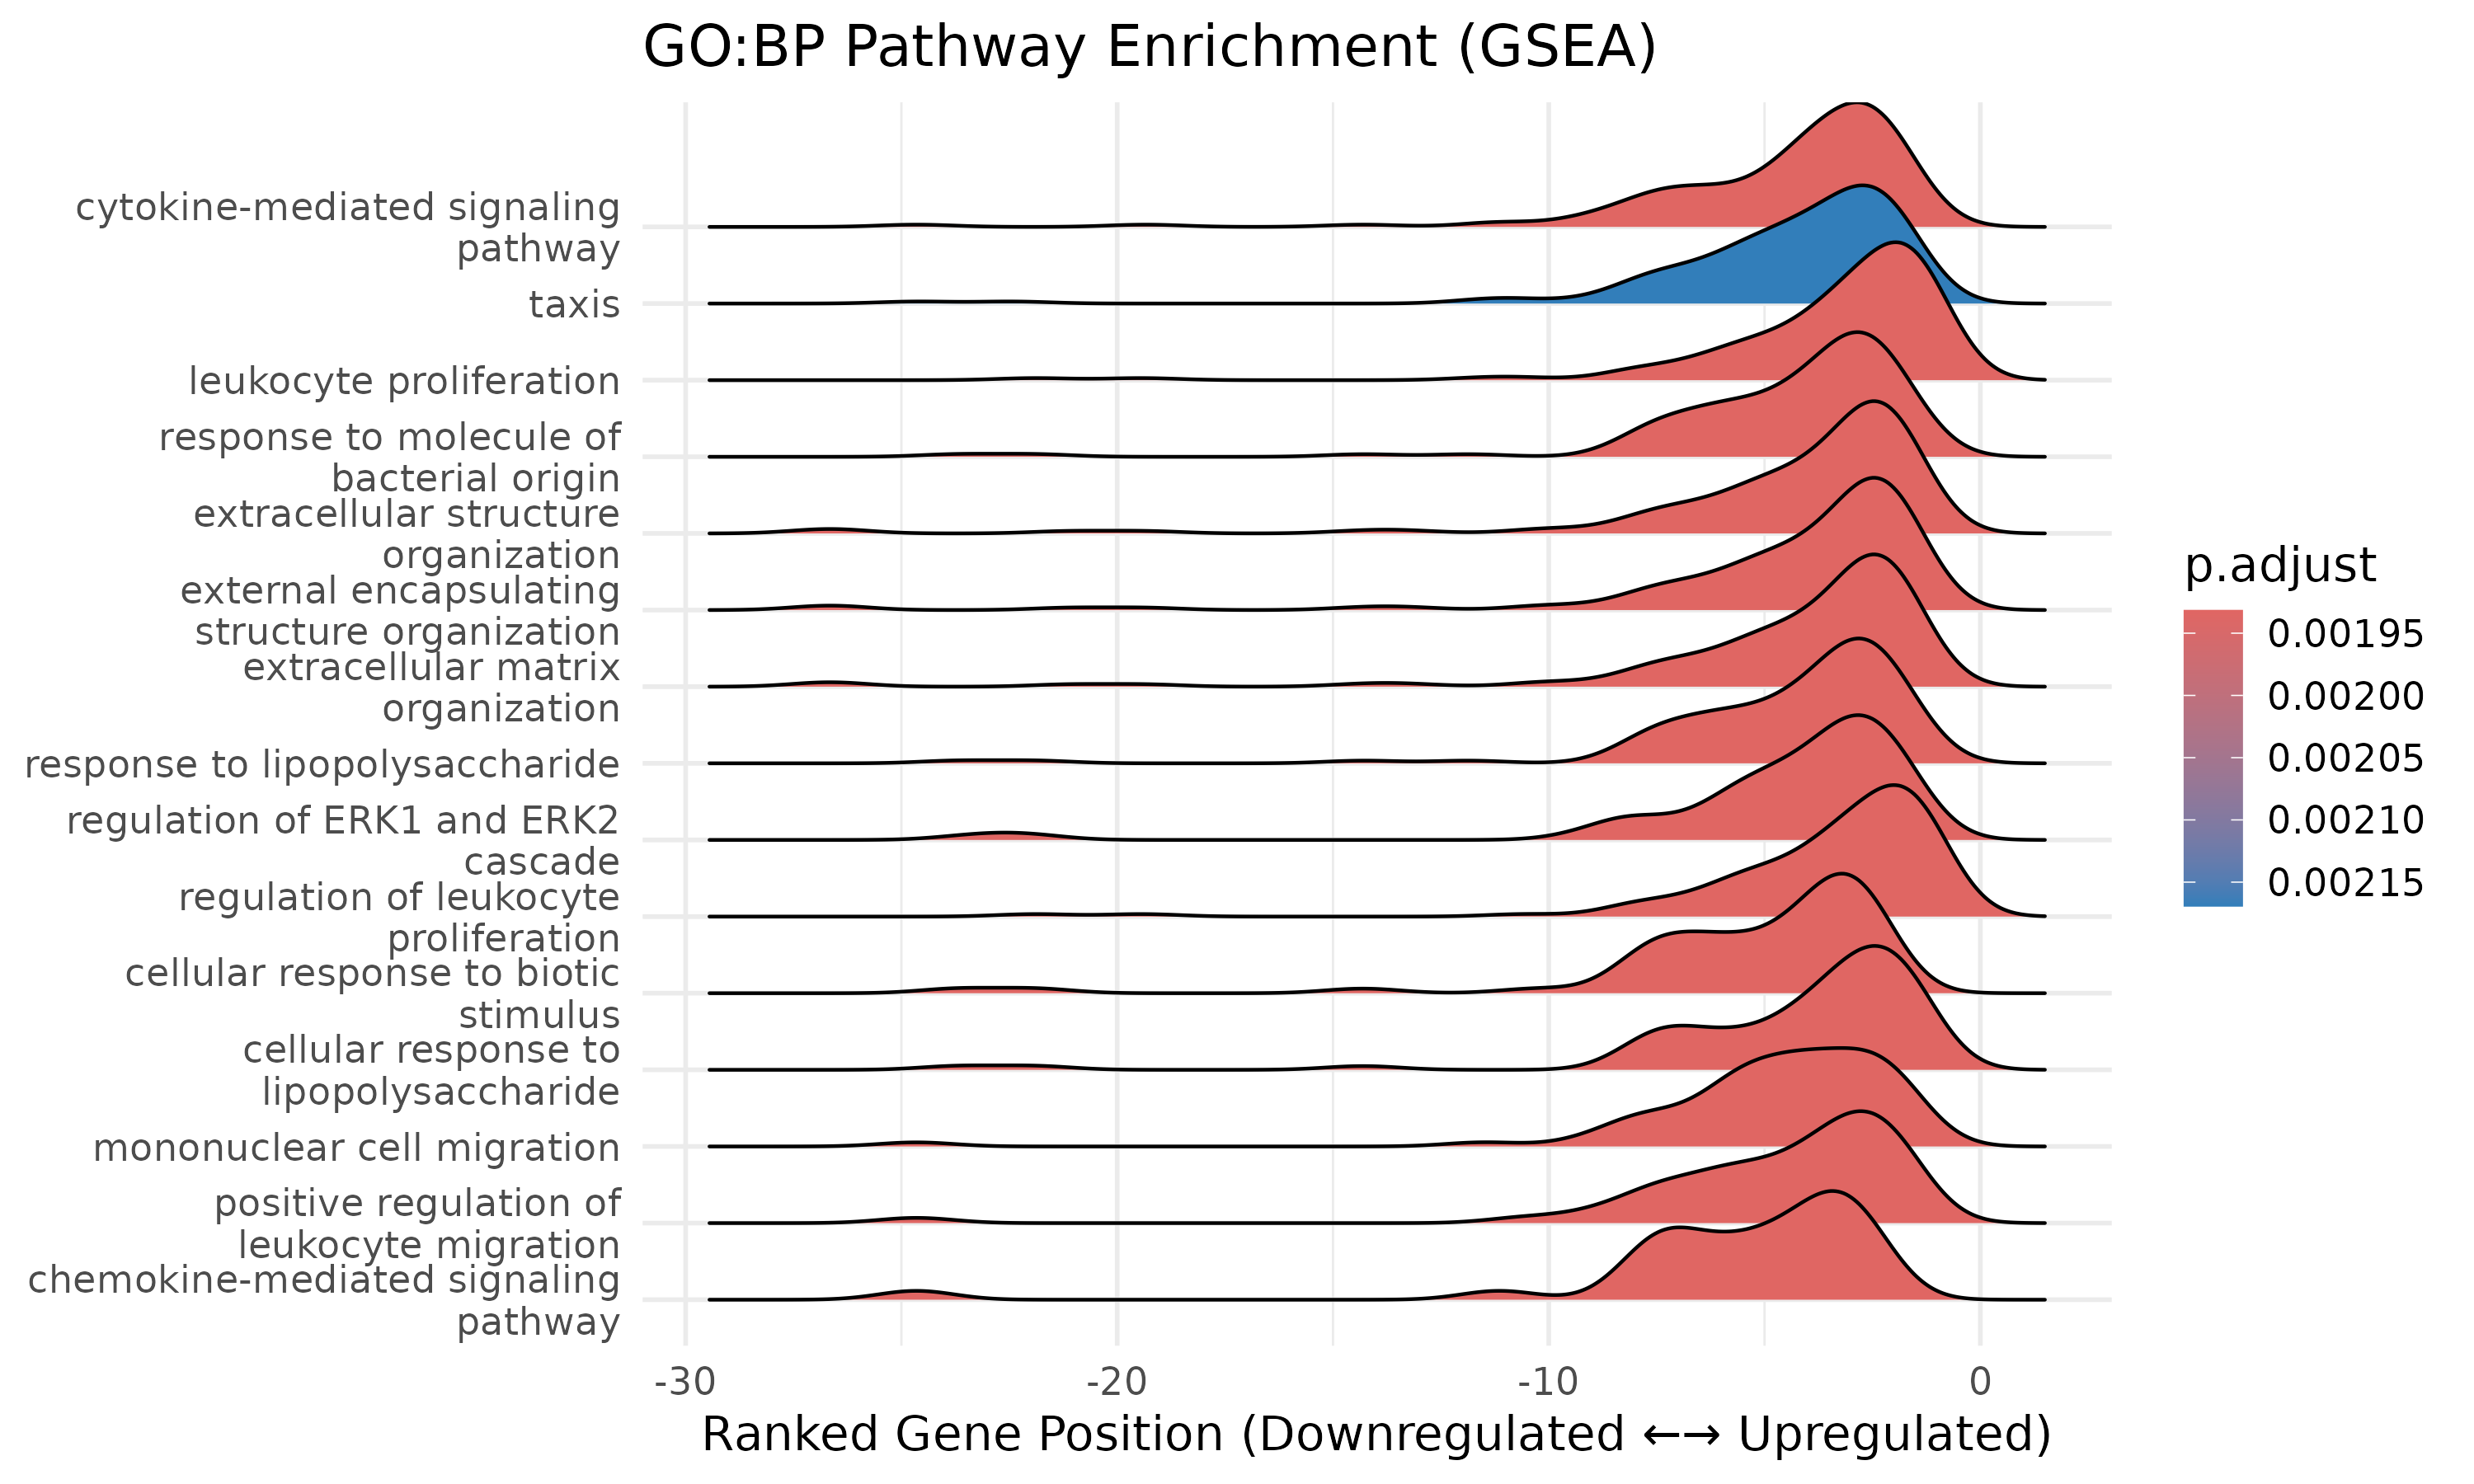 GO:BP Pathway Enrichment (GSEA)
cytokine-mediated signaling
pathway
taxis
leukocyte proliferation
response to molecule of
bacterial origin
extracellular structure
organization
external encapsulating
structure organization
extracellular matrix
organization
response to lipopolysaccharide
regulation of ERK1 and ERK2
cascade
regulation of leukocyte
proliferation
cellular response to biotic
stimulus
cellular response to
lipopolysaccharide
mononuclear cell migration
positive regulation of
leukocyte migration
chemokine-mediated signaling
pathway
-30
-20
-10
0
Ranked Gene Position (Downregulated ←→ Upregulated)
p.adjust
0.00195
0.00200
0.00205
0.00210
0.00215